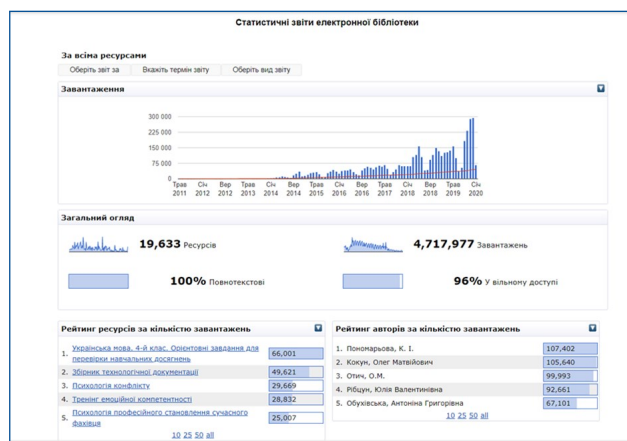 Статистичні звіти електронної бібліотеки
За всіма ресурсами
Оберіть звіт за Вкажіть термін звіту Оберіть вид звіту
Завантаження
300 000
225 000
150 000
75 000
0
Трав Січ Вер Трав Січ Вер Трав Січ Вер Трав Січ Вер Трав Січ
2011 2012 2012 2013 2014 2014 2015 2016 2016 2017 2018 2018 2019 2020
Загальний огляд
19,633 Ресурсів
4,717,977 Завантажень
100% Повнотекстові
96% У вільному доступі
Рейтинг ресурсів за кількістю завантажень
1. Українська мова. 4-й клас. Орієнтовні завдання для
перевірки навчальних досягнень
66,001
2. Збірник технологічної документації 49,621
3. Психологія конфлікту 29,669
4. Тренінг емоційної компетентності 28,832
5. Психологія професійного становлення сучасного
фахівця
25,007
10 25 50 all
Рейтинг авторів за кількістю завантажень
1. Пономарьова, К. І. 107,402
2. Кокун, Олег Матвійович 105,640
3. Отич, О.М. 99,993
4. Рібцун, Юлія Валентинівна 92,661
5. Обухівська, Антоніна Григорівна 67,101
10 25 50 all